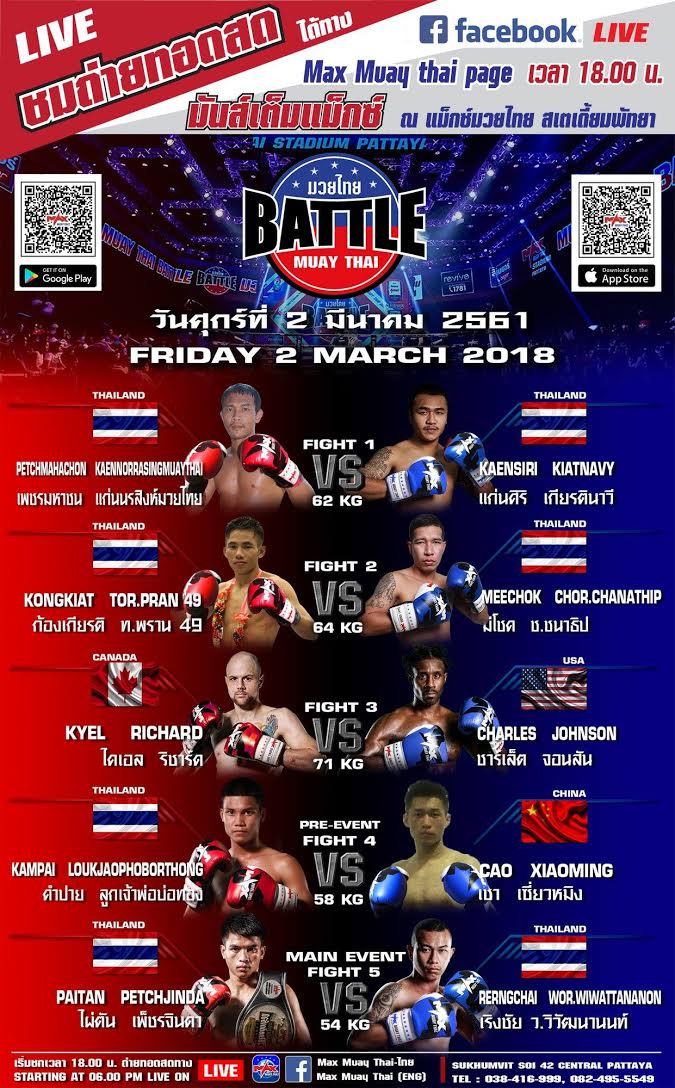 LIVE
ชมถ่ายทอดสด ได้ทาง
facebook LIVE
Max Muay thai page เวลา 18.00 น.
มันส์เต็มแม็กซ์ ณ แม็กซ์มวยไทย สเตเดี้ยมพัทยา
AI STADIUM PATTAYA
มวยไทย
BATTLE
MUAY THAI
GET IT ON
Google Play
Download on the
App Store
MUAY THAI BATTLE
revive
วันศุกร์ที่ 2 มีนาคม 2561
FRIDAY 2 MARCH 2018
THAILAND
THAILAND
FIGHT 1
PETCHMAHACHON KAENNORRASINGMUAYTHAI
VS
KAENSIRI KIATNAVY
เพชรมหาชน แก่นนรสิงห์มวยไทย
62 KG
แก่นศิริ เกียรตินาวี
THAILAND
THAILAND
FIGHT 2
KONGKIAT TOR.PRAN 49
VS
MEECHOK CHOR.CHANATHIP
ก้องเกียรติ ท.พราน 49
64 KG
มีโชค ช.ชนาธิป
CANADA
USA
FIGHT 3
KYEL RICHARD
VS
CHARLES JOHNSON
ไคเอล ริชาร์ด
71 KG
ชาร์เล็ด จอนสัน
THAILAND
CHINA
PRE-EVENT
FIGHT 4
KAMPAI LOUKJAOPHOBORTHONG
VS
CAO XIAOMING
คำปาย ลูกเจ้าพ่อบ่อทอง
58 KG
เชา เซี่ยวหมิง
THAILAND
THAILAND
MAIN EVENT
FIGHT 5
PAITAN PETCHJINDA
VS
RERNGCHAI WOR.WIWATTANANON
ไผ่ตัน เพ็ชรจินดา
54 KG
เริงชัย ว.วิวัฒนานนท์
เริ่มชกเวลา 18.00 น. ถ่ายทอดสดทาง
STARTING AT 06.00 PM LIVE ON
LIVE
Max Muay Thai-ไทย
Max Muay Thai (ENG)
SUKHUMVIT SOI 42 CENTRAL PATTAYA
TEL : 038-416-999, 082-495-5549